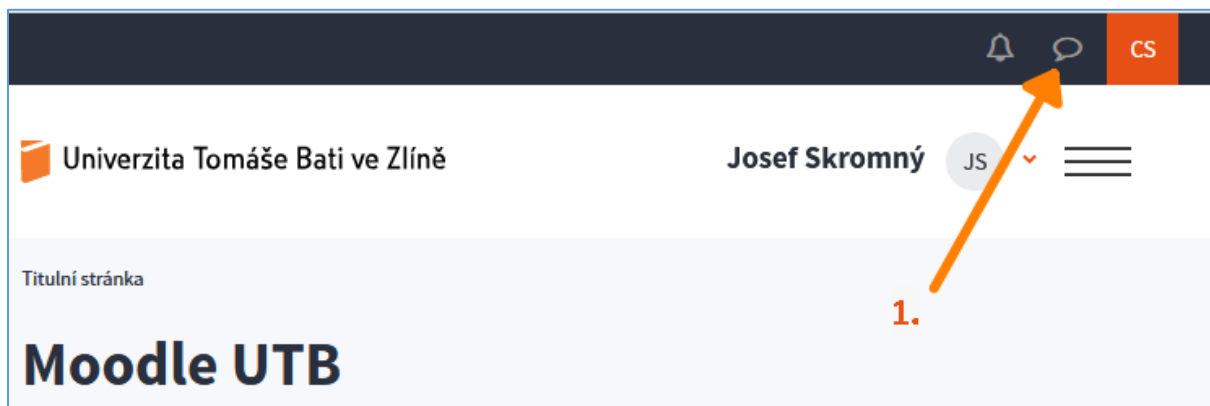 CS
Univerzita Tomáše Bati ve Zlíně
Josef Skromný JS
Titulní stránka
1.
Moodle UTB